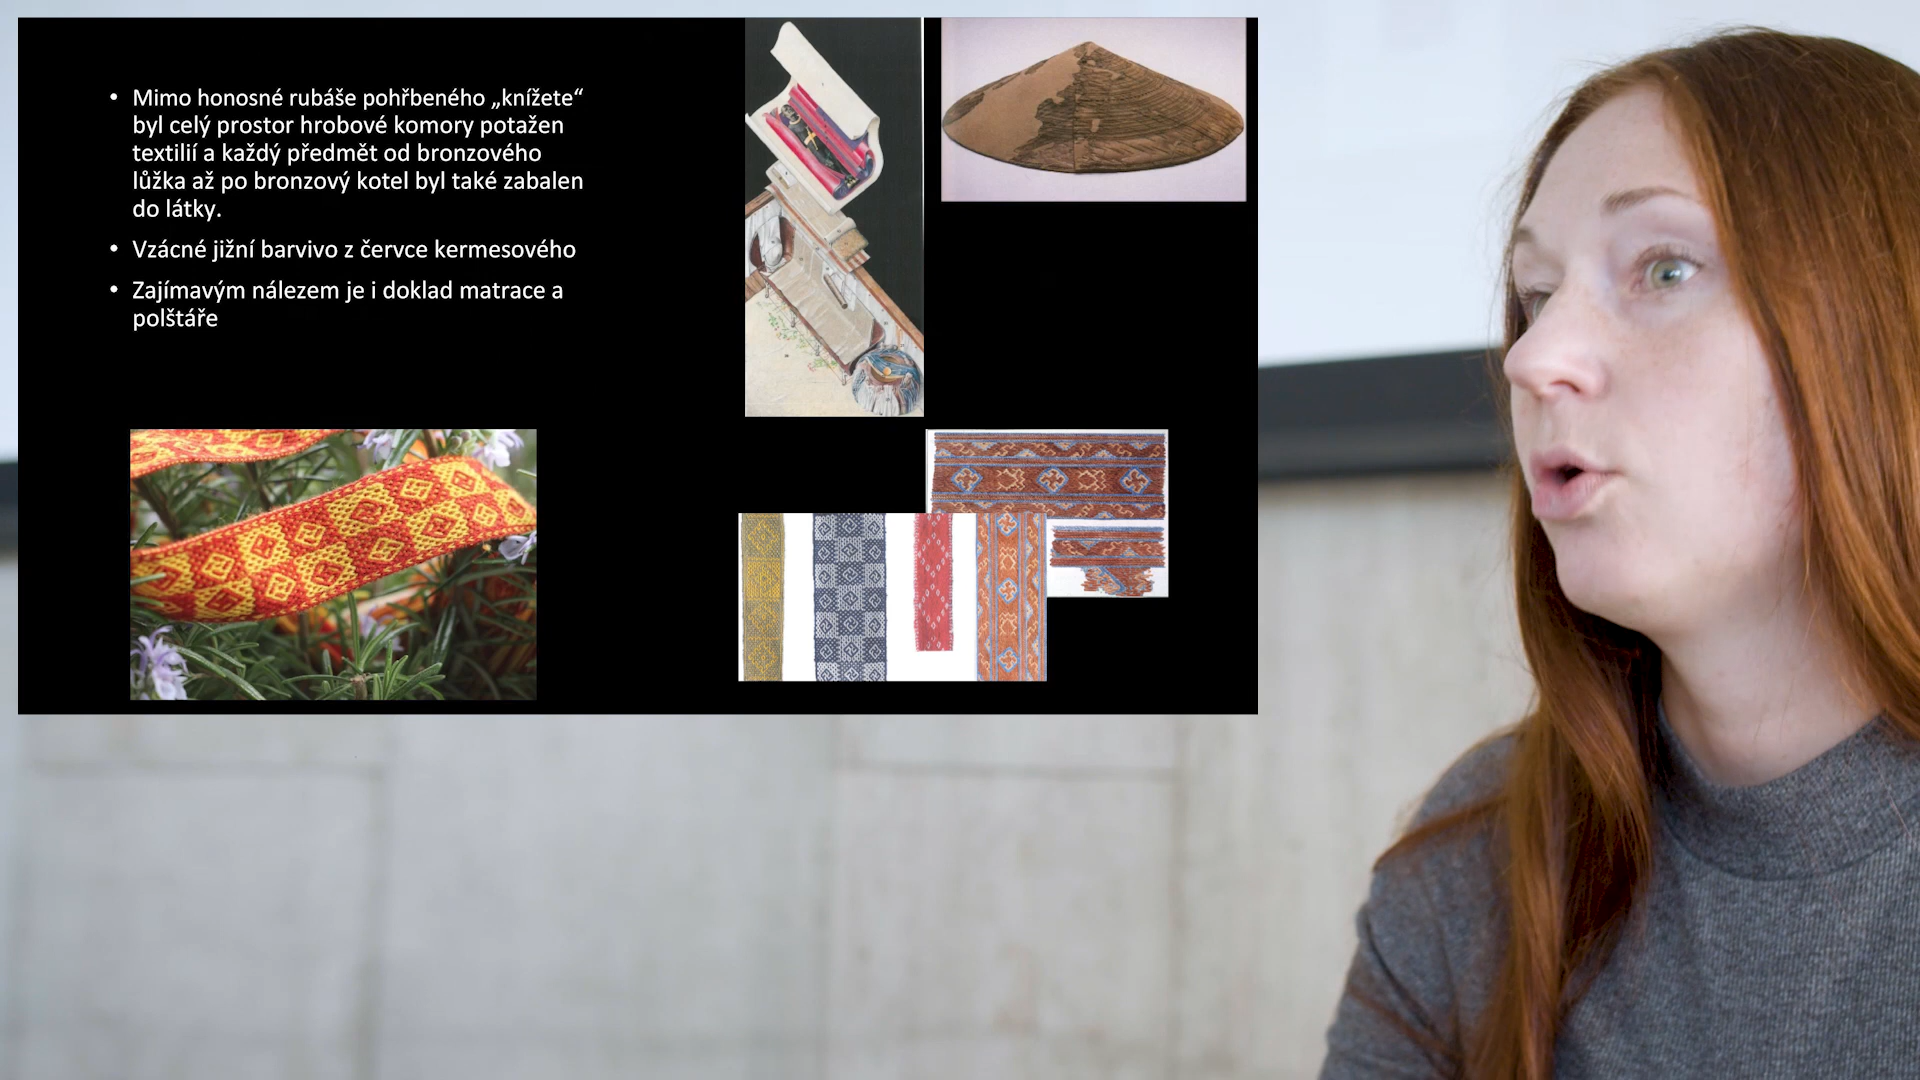 • Mimo honosné rubáše pohřbeného „knížete“
byl celý prostor hrobové komory potažen
textilií a každý předmět od bronzového
lůžka až po bronzový kotel byl také zabalen
do látky.
• Vzácné jižní barvivo z červce kermesového
• Zajímavým nálezem je i doklad matrace a
polštáře